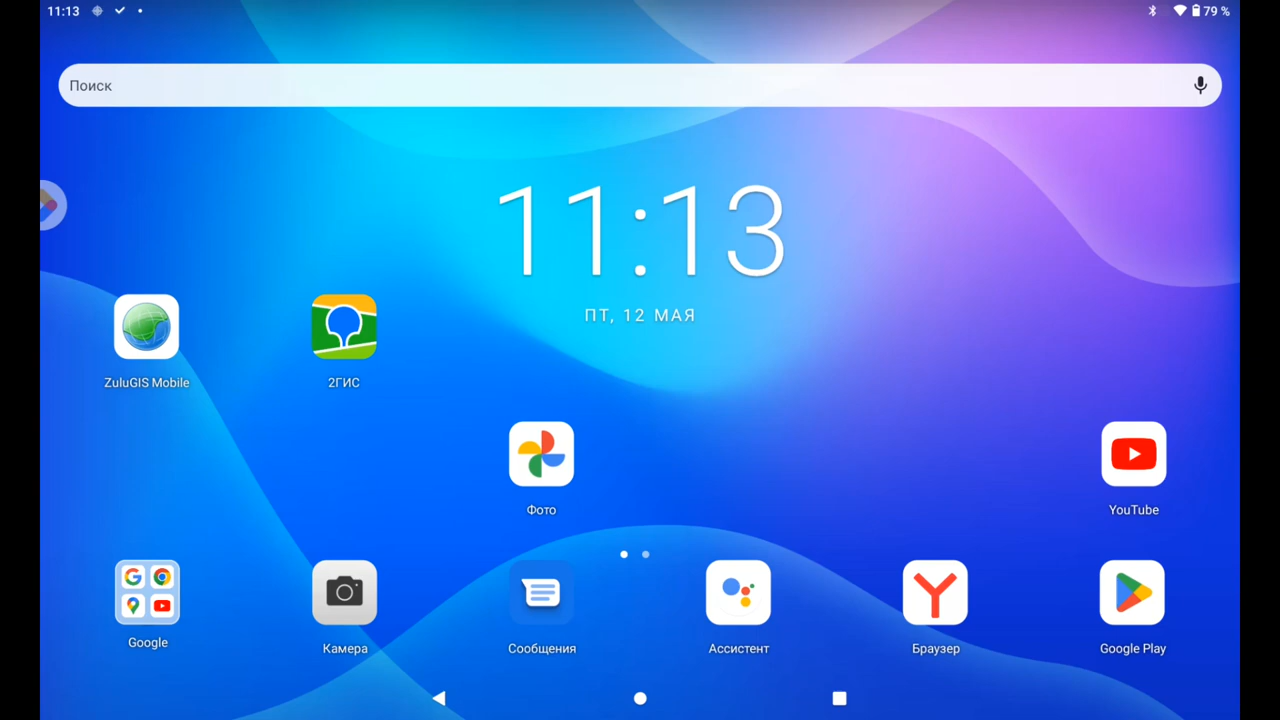 11:13
79 %
Поиск
11:13
ПТ, 12 МАЯ
ZuluGIS Mobile
2ГИС
Фото
YouTube
Google
Камера
Сообщения
Ассистент
Браузер
Google Play